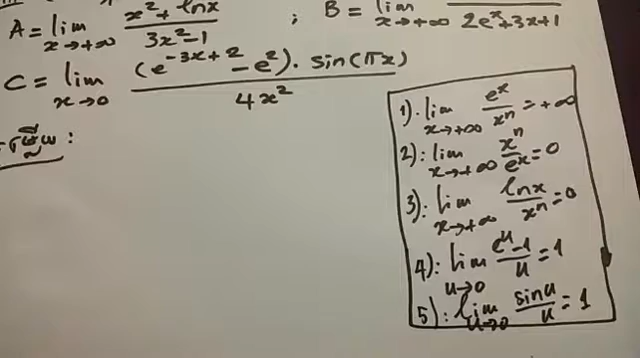 A = lim x→+∞ (x² + lnx)/(3x² - 1) ; B = lim x→+∞ /(2eˣ + 3x + 1)
C = lim x→0 ((e^(-3x+2) - e²) · sin(πx))/(4x²)
1). lim x→+∞ eˣ/xⁿ = +∞
2): lim x→+∞ xⁿ/eˣ = 0
3): lim x→+∞ lnx/xⁿ = 0
4): lim u→0 (eᵘ - 1)/u = 1
5): lim u→0 sinu/u = 1